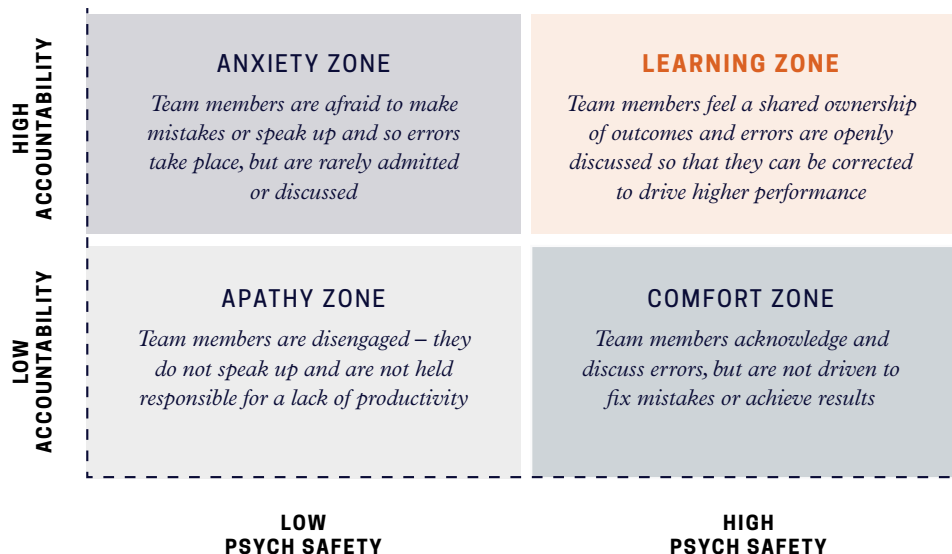 HIGH
ACCOUNTABILITY
ANXIETY ZONE
Team members are afraid to make
mistakes or speak up and so errors
take place, but are rarely admitted
or discussed
LEARNING ZONE
Team members feel a shared ownership
of outcomes and errors are openly
discussed so that they can be corrected
to drive higher performance
LOW
ACCOUNTABILITY
APATHY ZONE
Team members are disengaged – they
do not speak up and are not held
responsible for a lack of productivity
COMFORT ZONE
Team members acknowledge and
discuss errors, but are not driven to
fix mistakes or achieve results
LOW
PSYCH SAFETY
HIGH
PSYCH SAFETY